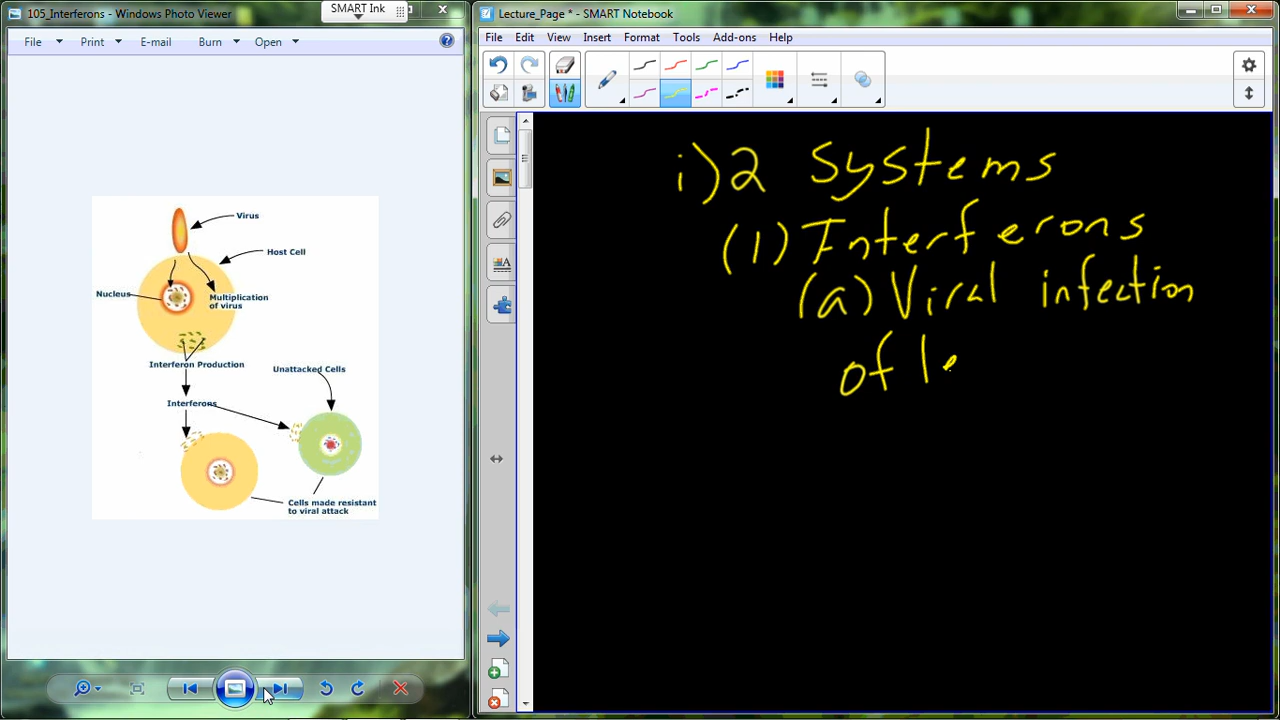 105_Interferons - Windows Photo Viewer
SMART Ink
File Print E-mail Burn Open
Virus
Host Cell
Nucleus
Multiplication
of virus
Interferon Production
Unattacked Cells
Interferons
Cells made resistant
to viral attack
Lecture_Page * - SMART Notebook
File Edit View Insert Format Tools Add-ons Help
i) 2 Systems
(1) Interferons
(a) Viral infection
of le